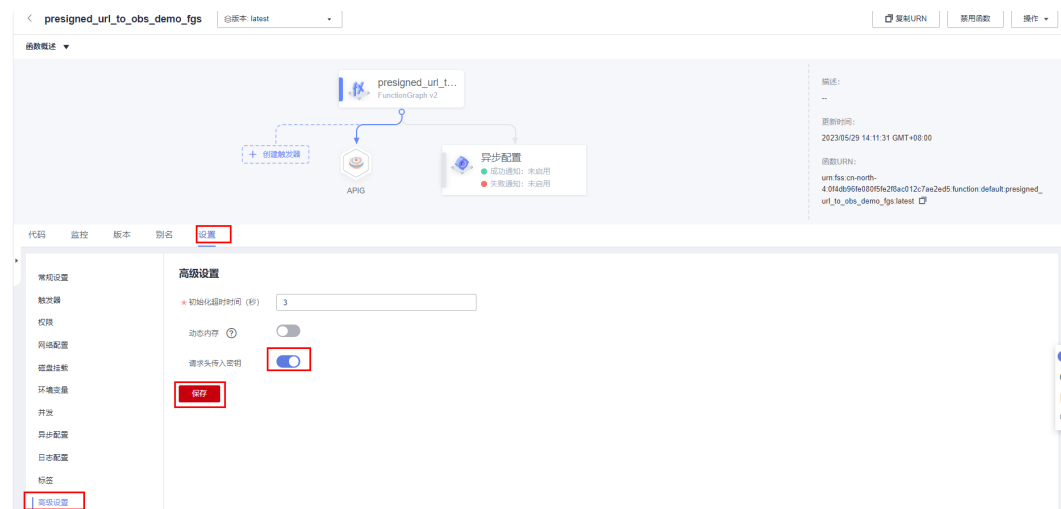 presigned_url_to_obs_demo_fgs
版本: latest
复制URN
禁用函数
操作
函数概述
presigned_url_t...
FunctionGraph v2
+ 创建触发器
APIG
异步配置
成功通知: 未启用
失败通知: 未启用
描述:
--
更新时间:
2023/05/29 14:11:31 GMT+08:00
函数URN:
urn:fss:cn-north-
4:0f4db96fe080f5fe2f8ac012c7ae2ed5:function:default:presigned_
url_to_obs_demo_fgs:latest
代码 监控 版本 别名 设置
常规设置
触发器
权限
网络配置
磁盘挂载
环境变量
并发
异步配置
日志配置
标签
高级设置
高级设置
★ 初始化超时时间（秒） 3
动态内存 ?
请求头传入密钥
保存